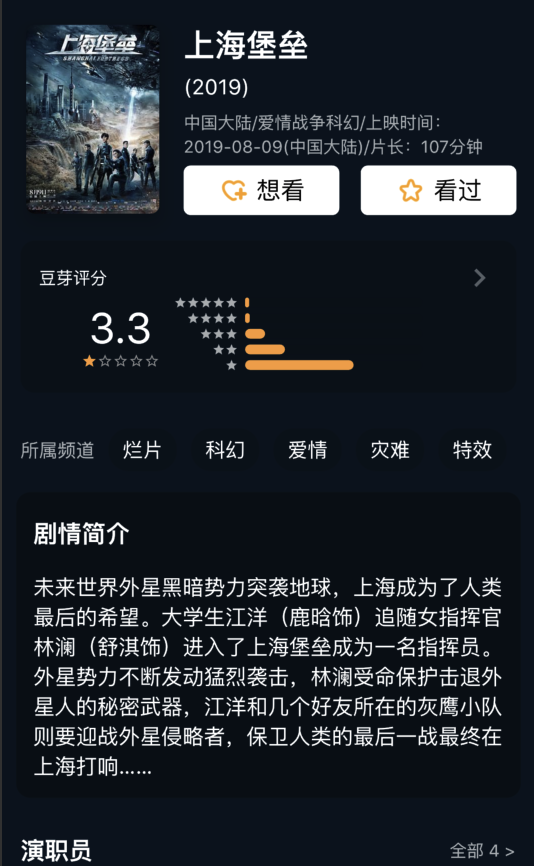 上海堡垒
SHANGHAI FORTRESS
上海堡垒
(2019)
中国大陆/爱情战争科幻/上映时间：
2019-08-09(中国大陆)/片长：107分钟
想看
看过
豆芽评分
3.3
所属频道 烂片 科幻 爱情 灾难 特效
剧情简介
未来世界外星黑暗势力突袭地球，上海成为了人类
最后的希望。大学生江洋（鹿晗饰）追随女指挥官
林澜（舒淇饰）进入了上海堡垒成为一名指挥员。
外星势力不断发动猛烈袭击，林澜受命保护击退外
星人的秘密武器，江洋和几个好友所在的灰鹰小队
则要迎战外星侵略者，保卫人类的最后一战最终在
上海打响……
演职员
全部 4 >